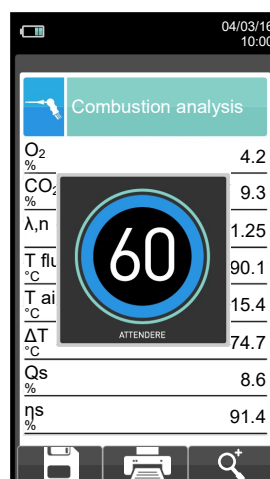 04/03/16
10:00
Combustion analysis
O₂ 4.2
%
CO₂ 9.3
%
λ,n 1.25
T flu 90.1
°C
60
T ai 15.4
°C
ATTENDERE
ΔT 74.7
°C
Qs 8.6
%
ηs 91.4
%